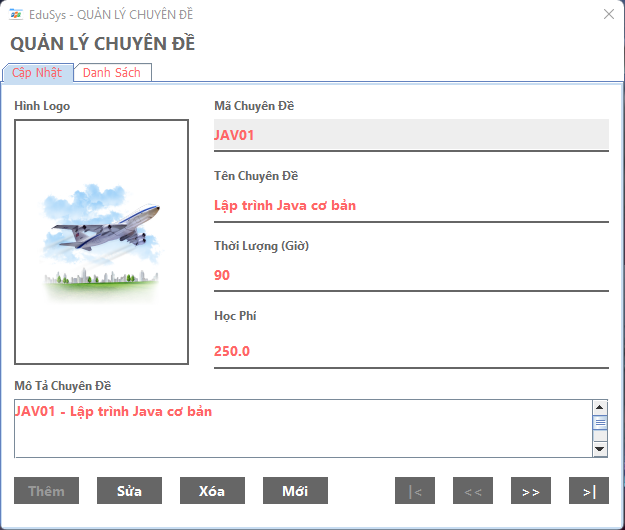 EduSys - QUẢN LÝ CHUYÊN ĐỀ
QUẢN LÝ CHUYÊN ĐỀ
Cập Nhật
Danh Sách
Hình Logo
Mã Chuyên Đề
JAV01
Tên Chuyên Đề
Lập trình Java cơ bản
Thời Lượng (Giờ)
90
Học Phí
250.0
Mô Tả Chuyên Đề
JAV01 - Lập trình Java cơ bản
Thêm Sửa Xóa Mới |< << >> >|